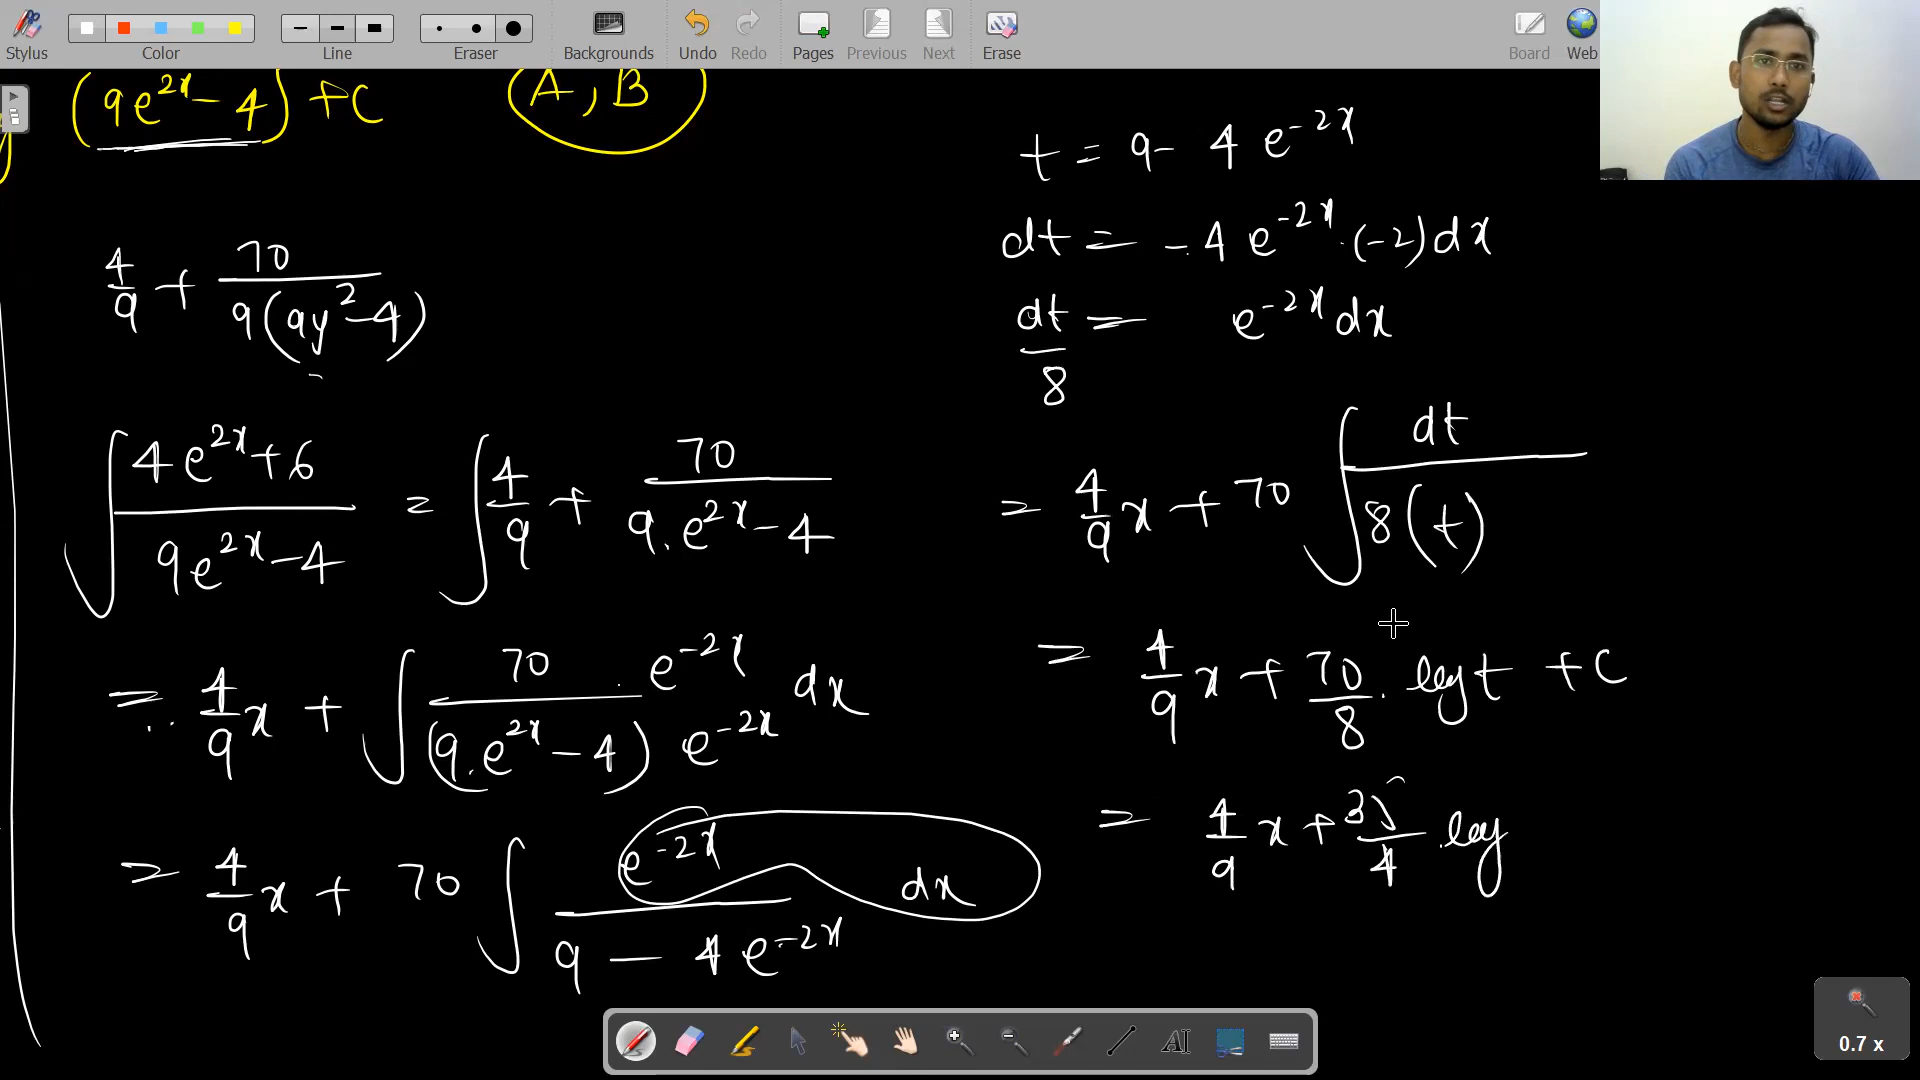 Stylus Color Line Eraser Backgrounds Undo Redo Pages Previous Next Erase Board Web
(9e^{2x} - 4) + C (A, B)
4/9 + 70/9(9y^2 - 4)
∫ (4e^{2x} + 6)/(9e^{2x} - 4) = ∫ 4/9 + 70/(9.e^{2x} - 4)
= 4/9 x + ∫ 70 . e^{-2x}/((9.e^{2x} - 4) e^{-2x}) dx
= 4/9 x + 70 ∫ e^{-2x}/(9 - 4e^{-2x}) dx
t = 9 - 4 e^{-2x}
dt = -4 e^{-2x} . (-2) dx
dt/8 = e^{-2x} dx
= 4/9 x + 70 ∫ dt/8(t)
= 4/9 x + 70/8 . log t + C
= 4/9 x + 35/4 . log
AI
0.7 x